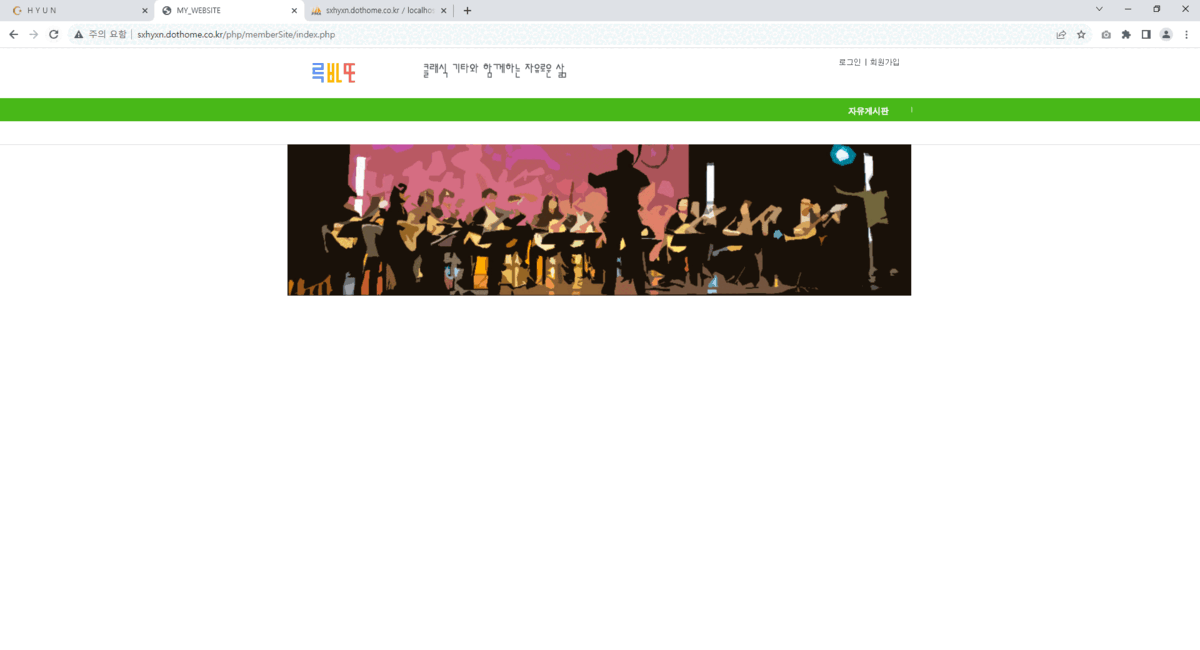 H Y U N
MY_WEBSITE
sxhyxn.dothome.co.kr / localhos
주의 요함
sxhyxn.dothome.co.kr/php/memberSite/index.php
로그인 | 회원가입
륵비또
클래식 기타와 함께하는 자유로운 삶
자유게시판